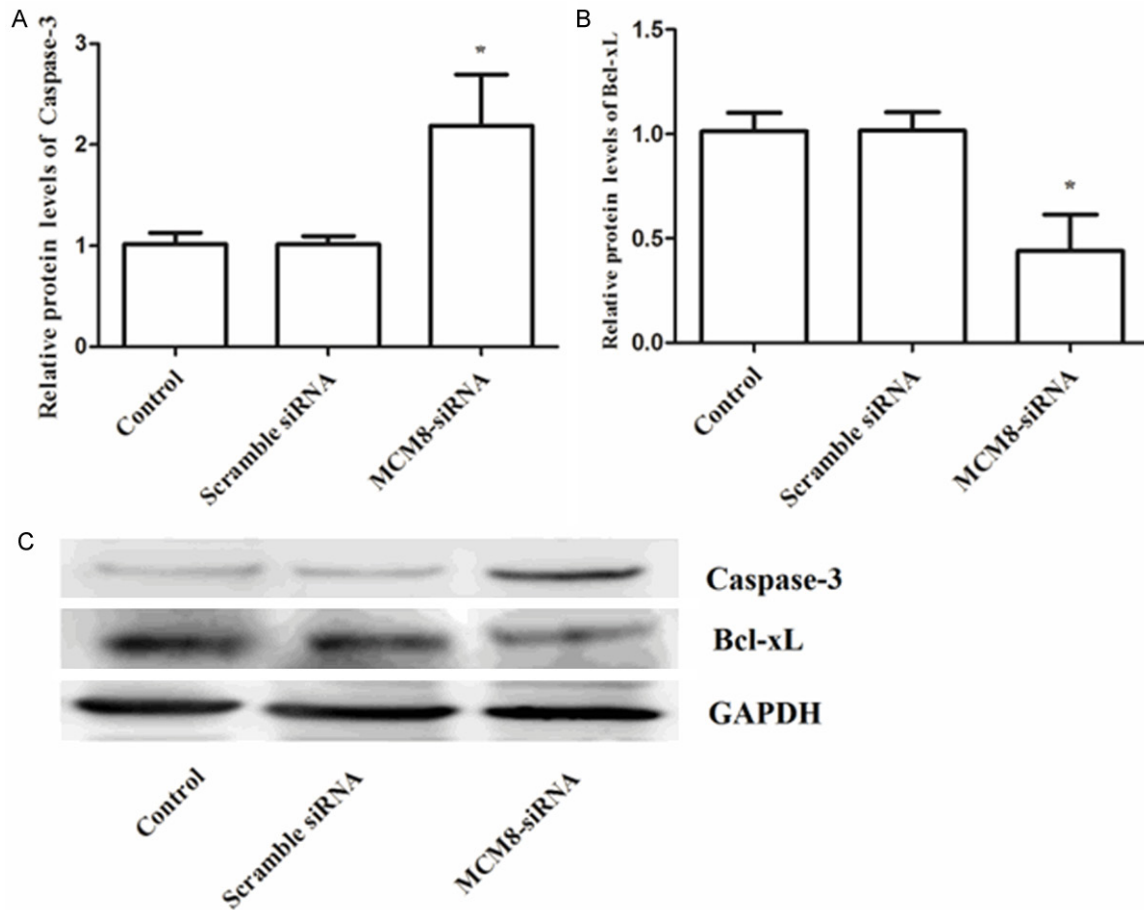 A
Relative protein levels of Caspase-3
3
2
1
0
*
Control
Scramble siRNA
MCM8-siRNA
B
Relative protein levels of Bcl-xL
1.5
1.0
0.5
0.0
*
Control
Scramble siRNA
MCM8-siRNA
C
Caspase-3
Bcl-xL
GAPDH
Control
Scramble siRNA
MCM8-siRNA